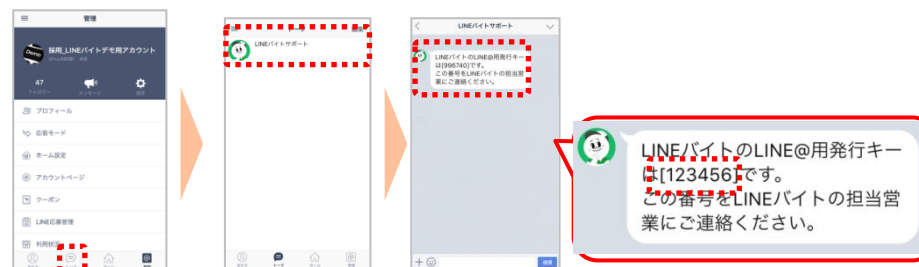 管理
採用_LINEバイトデモ用アカウント
47
プロフィール
応答モード
ホーム設定
アカウントページ
クーポン
LINE応募管理
利用状況
LINEバイトサポート
LINEバイトサポート
LINEバイトのLINE@用発行キー
は[996740]です。
この番号をLINEバイトの担当営
業にご連絡ください。
送信
LINEバイトのLINE@用発行キー
は[123456]です。
この番号をLINEバイトの担当営
業にご連絡ください。